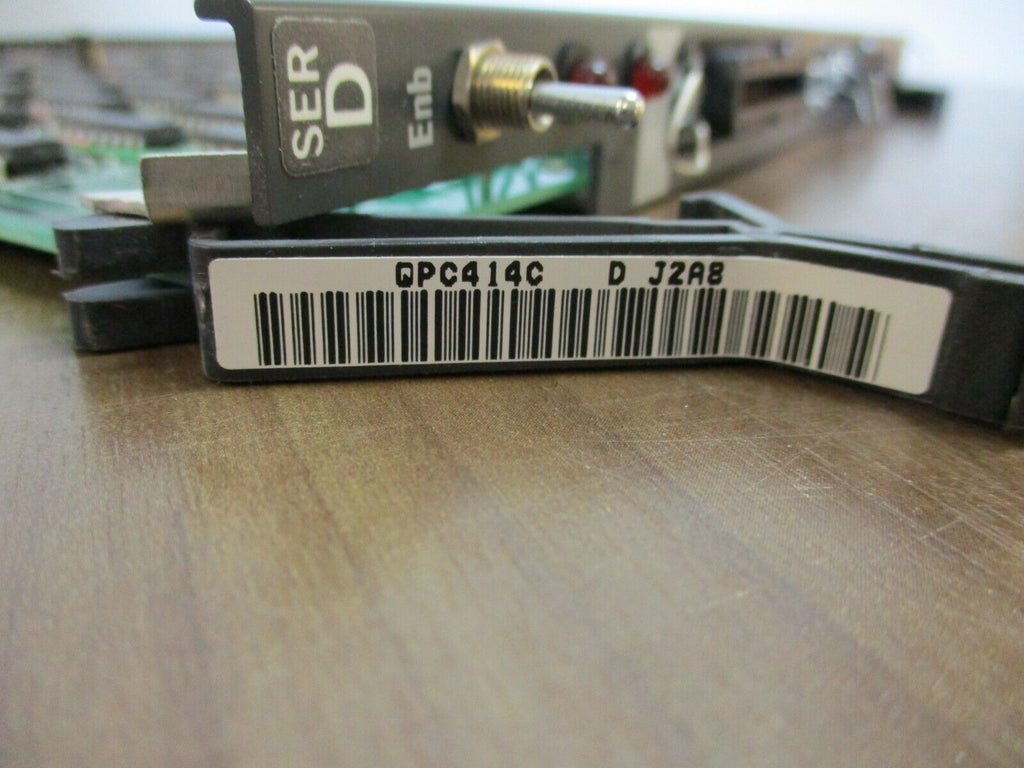 SER
D
Enb
QPC414C D J2A8